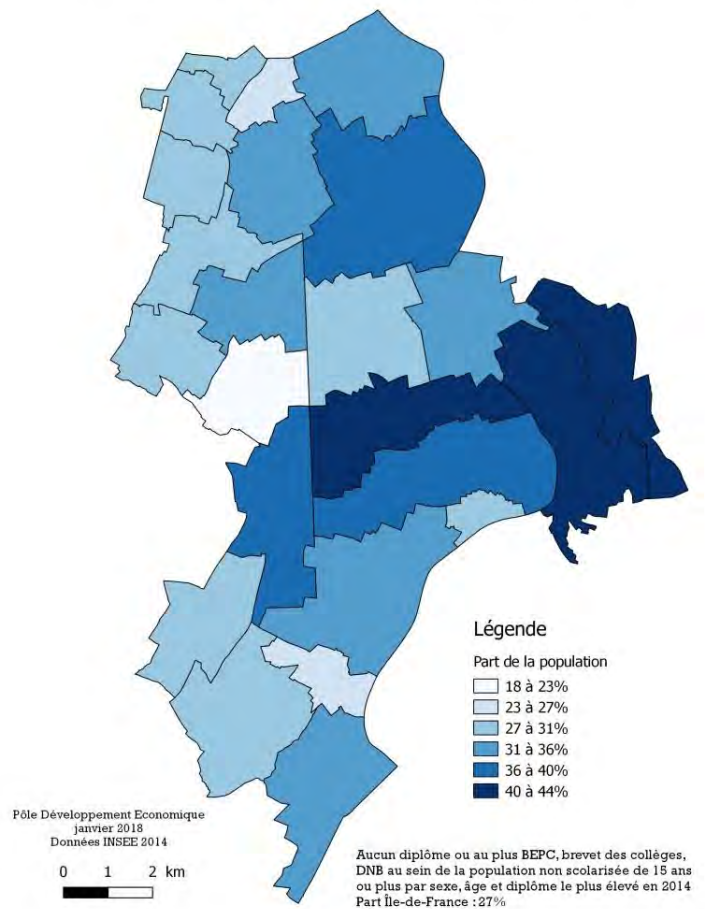 Légende
Part de la population
18 à 23%
23 à 27%
27 à 31%
31 à 36%
36 à 40%
40 à 44%
Pôle Développement Economique
janvier 2018
Données INSEE 2014
0 1 2 km
Aucun diplôme ou au plus BEPC, brevet des collèges,
DNB au sein de la population non scolarisée de 15 ans
ou plus par sexe, âge et diplôme le plus élevé en 2014
Part Île-de-France : 27%